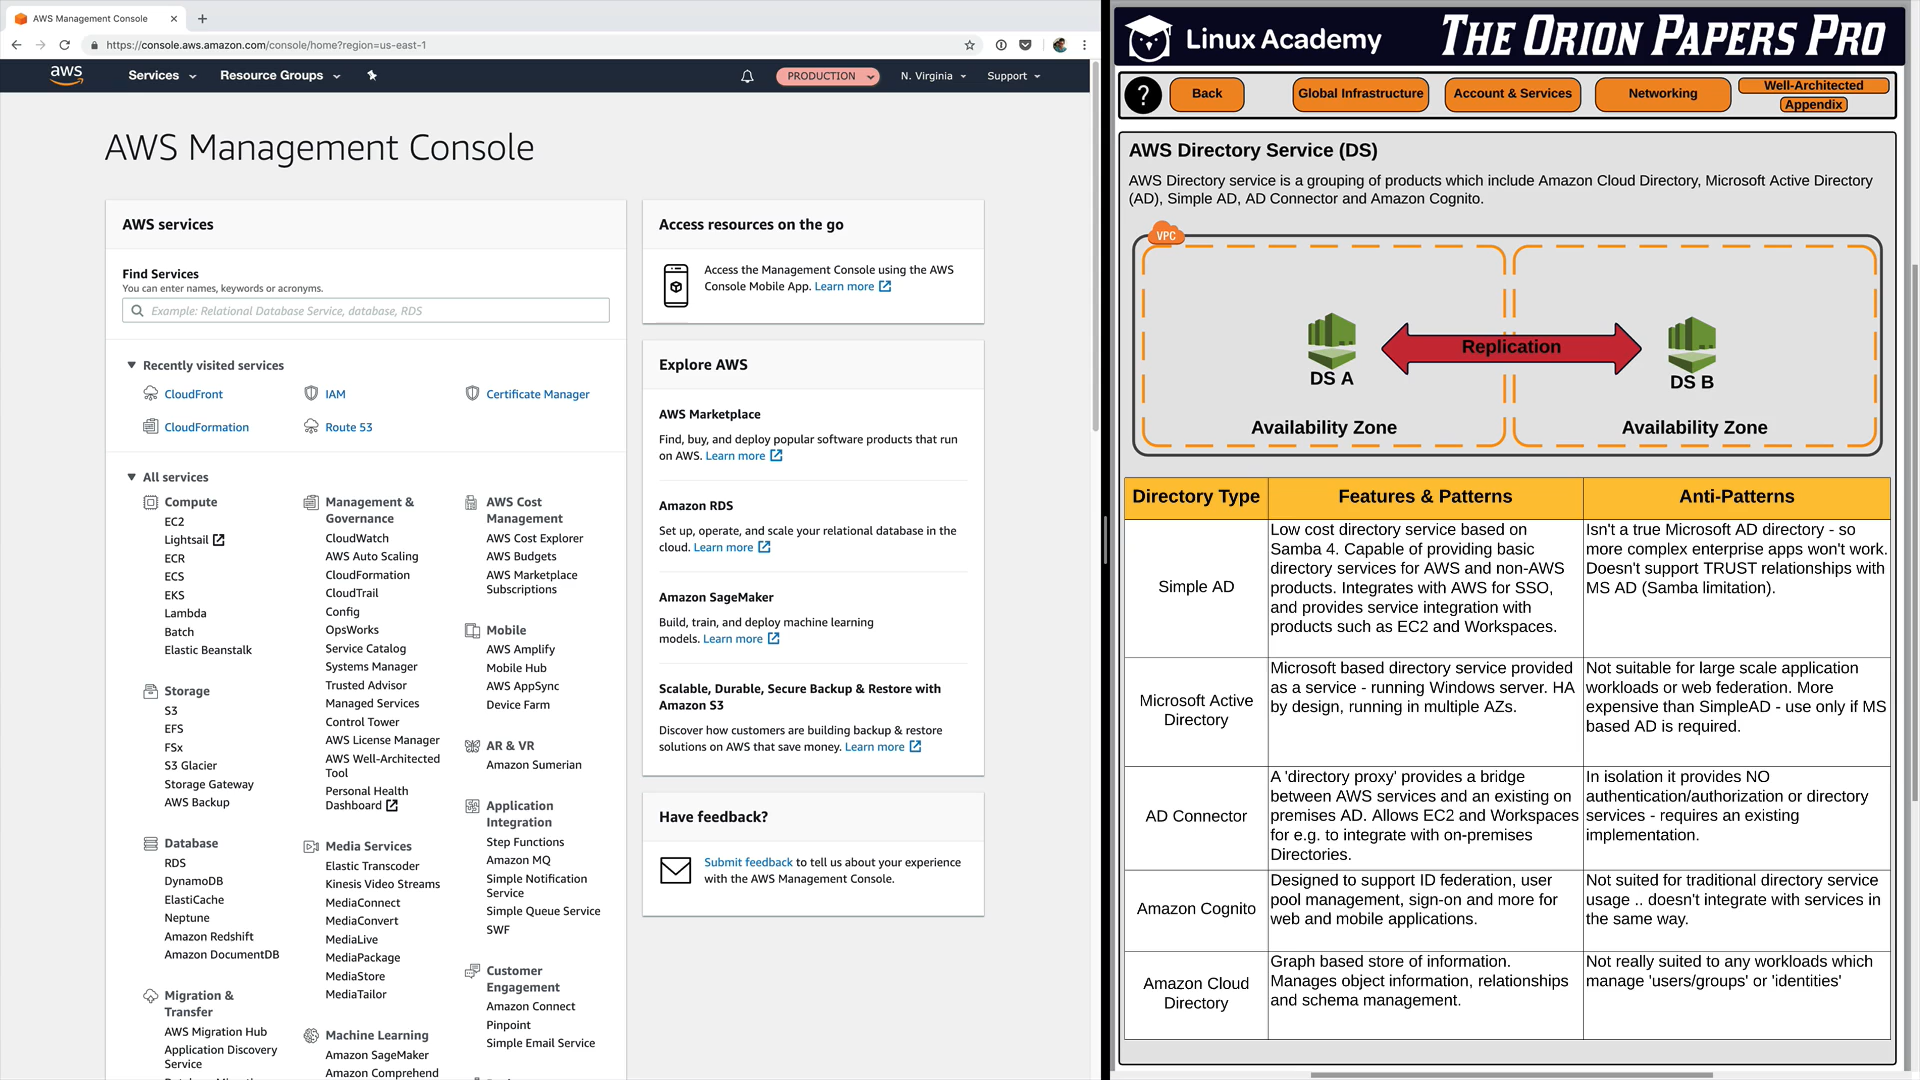 AWS Management Console
https://console.aws.amazon.com/console/home?region=us-east-1
aws
Services
Resource Groups
PRODUCTION
N. Virginia
Support
AWS Management Console
AWS services
Find Services
You can enter names, keywords or acronyms.
Example: Relational Database Service, database, RDS
Recently visited services
CloudFront
IAM
Certificate Manager
CloudFormation
Route 53
All services
Compute
EC2
Lightsail
ECR
ECS
EKS
Lambda
Batch
Elastic Beanstalk
Storage
S3
EFS
FSx
S3 Glacier
Storage Gateway
AWS Backup
Database
RDS
DynamoDB
ElastiCache
Neptune
Amazon Redshift
Amazon DocumentDB
Migration &
Transfer
AWS Migration Hub
Application Discovery
Service
Management &
Governance
CloudWatch
AWS Auto Scaling
CloudFormation
CloudTrail
Config
OpsWorks
Service Catalog
Systems Manager
Trusted Advisor
Managed Services
Control Tower
AWS License Manager
AWS Well-Architected
Tool
Personal Health
Dashboard
Media Services
Elastic Transcoder
Kinesis Video Streams
MediaConnect
MediaConvert
MediaLive
MediaPackage
MediaStore
MediaTailor
Machine Learning
Amazon SageMaker
Amazon Comprehend
AWS Cost
Management
AWS Cost Explorer
AWS Budgets
AWS Marketplace
Subscriptions
Mobile
AWS Amplify
Mobile Hub
AWS AppSync
Device Farm
AR & VR
Amazon Sumerian
Application
Integration
Step Functions
Amazon MQ
Simple Notification
Service
Simple Queue Service
SWF
Customer
Engagement
Amazon Connect
Pinpoint
Simple Email Service
Access resources on the go
Access the Management Console using the AWS
Console Mobile App. Learn more
Explore AWS
AWS Marketplace
Find, buy, and deploy popular software products that run
on AWS. Learn more
Amazon RDS
Set up, operate, and scale your relational database in the
cloud. Learn more
Amazon SageMaker
Build, train, and deploy machine learning
models. Learn more
Scalable, Durable, Secure Backup & Restore with
Amazon S3
Discover how customers are building backup & restore
solutions on AWS that save money. Learn more
Have feedback?
Submit feedback to tell us about your experience
with the AWS Management Console.
Linux Academy
THE ORION PAPERS PRO
?
Back
Global Infrastructure
Account & Services
Networking
Well-Architected
Appendix
AWS Directory Service (DS)
AWS Directory service is a grouping of products which include Amazon Cloud Directory, Microsoft Active Directory
(AD), Simple AD, AD Connector and Amazon Cognito.
VPC
Replication
DS A
DS B
Availability Zone
Availability Zone
Directory Type
Features & Patterns
Anti-Patterns
Simple AD
Low cost directory service based on
Samba 4. Capable of providing basic
directory services for AWS and non-AWS
products. Integrates with AWS for SSO,
and provides service integration with
products such as EC2 and Workspaces.
Isn't a true Microsoft AD directory - so
more complex enterprise apps won't work.
Doesn't support TRUST relationships with
MS AD (Samba limitation).
Microsoft Active
Directory
Microsoft based directory service provided
as a service - running Windows server. HA
by design, running in multiple AZs.
Not suitable for large scale application
workloads or web federation. More
expensive than SimpleAD - use only if MS
based AD is required.
AD Connector
A 'directory proxy' provides a bridge
between AWS services and an existing on
premises AD. Allows EC2 and Workspaces
for e.g. to integrate with on-premises
Directories.
In isolation it provides NO
authentication/authorization or directory
services - requires an existing
implementation.
Amazon Cognito
Designed to support ID federation, user
pool management, sign-on and more for
web and mobile applications.
Not suited for traditional directory service
usage .. doesn't integrate with services in
the same way.
Amazon Cloud
Directory
Graph based store of information.
Manages object information, relationships
and schema management.
Not really suited to any workloads which
manage 'users/groups' or 'identities'